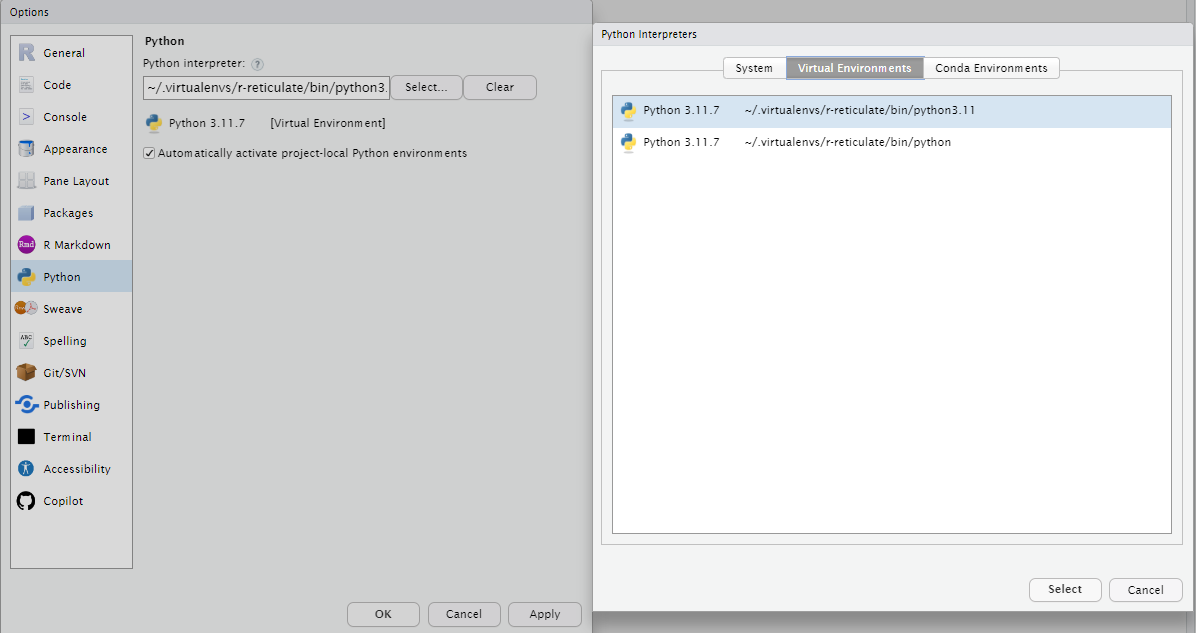 Options
General
Code
Console
Appearance
Pane Layout
Packages
Rmd R Markdown
Python
Sweave
ABC Spelling
Git/SVN
Publishing
Terminal
Accessibility
Copilot
Python
Python interpreter: ?
~/.virtualenvs/r-reticulate/bin/python3. Select... Clear
Python 3.11.7 [Virtual Environment]
Automatically activate project-local Python environments
OK Cancel Apply
Python Interpreters
System Virtual Environments Conda Environments
Python 3.11.7 ~/.virtualenvs/r-reticulate/bin/python3.11
Python 3.11.7 ~/.virtualenvs/r-reticulate/bin/python
Select Cancel